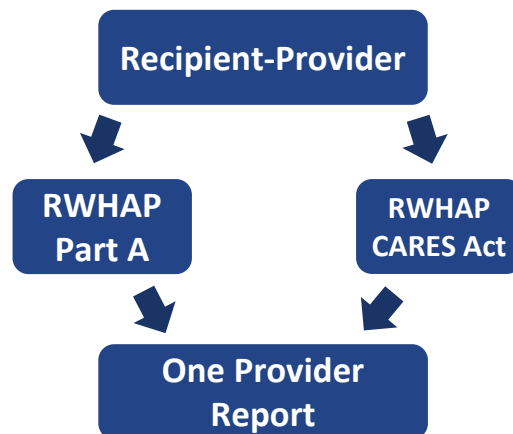 Recipient-Provider
RWHAP
Part A
RWHAP
CARES Act
One Provider
Report